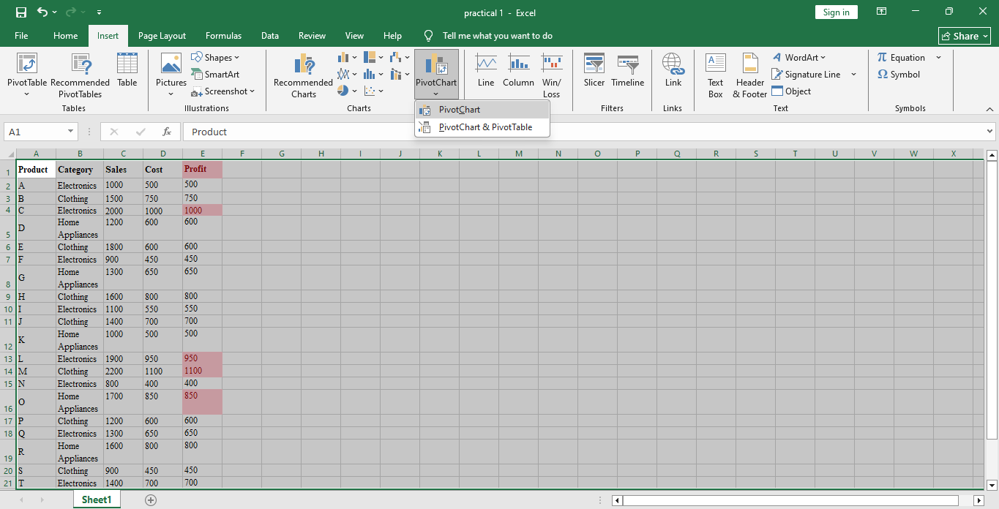 practical 1 - Excel
Sign in
File Home Insert Page Layout Formulas Data Review View Help Tell me what you want to do Share
PivotTable Recommended PivotTables Table
Tables
Pictures Shapes SmartArt Screenshot
Illustrations
Recommended Charts PivotChart
Charts
Line Column Win/ Loss
Slicer Timeline
Filters
Link
Links
Text Box Header & Footer WordArt Signature Line Object
Text
Equation Symbol
Symbols
PivotChart
PivotChart & PivotTable
A1 fx Product
A B C D E F G H I J K L M N O P Q R S T U V W X
1 Product Category Sales Cost Profit
2 A Electronics 1000 500 500
3 B Clothing 1500 750 750
4 C Electronics 2000 1000 1000
5 D Home Appliances 1200 600 600
6 E Clothing 1800 600 600
7 F Electronics 900 450 450
8 G Home Appliances 1300 650 650
9 H Clothing 1600 800 800
10 I Electronics 1100 550 550
11 J Clothing 1400 700 700
12 K Home Appliances 1000 500 500
13 L Electronics 1900 950 950
14 M Clothing 2200 1100 1100
15 N Electronics 800 400 400
16 O Home Appliances 1700 850 850
17 P Clothing 1200 600 600
18 Q Electronics 1300 650 650
19 R Home Appliances 1600 800 800
20 S Clothing 900 450 450
21 T Electronics 1400 700 700
Sheet1